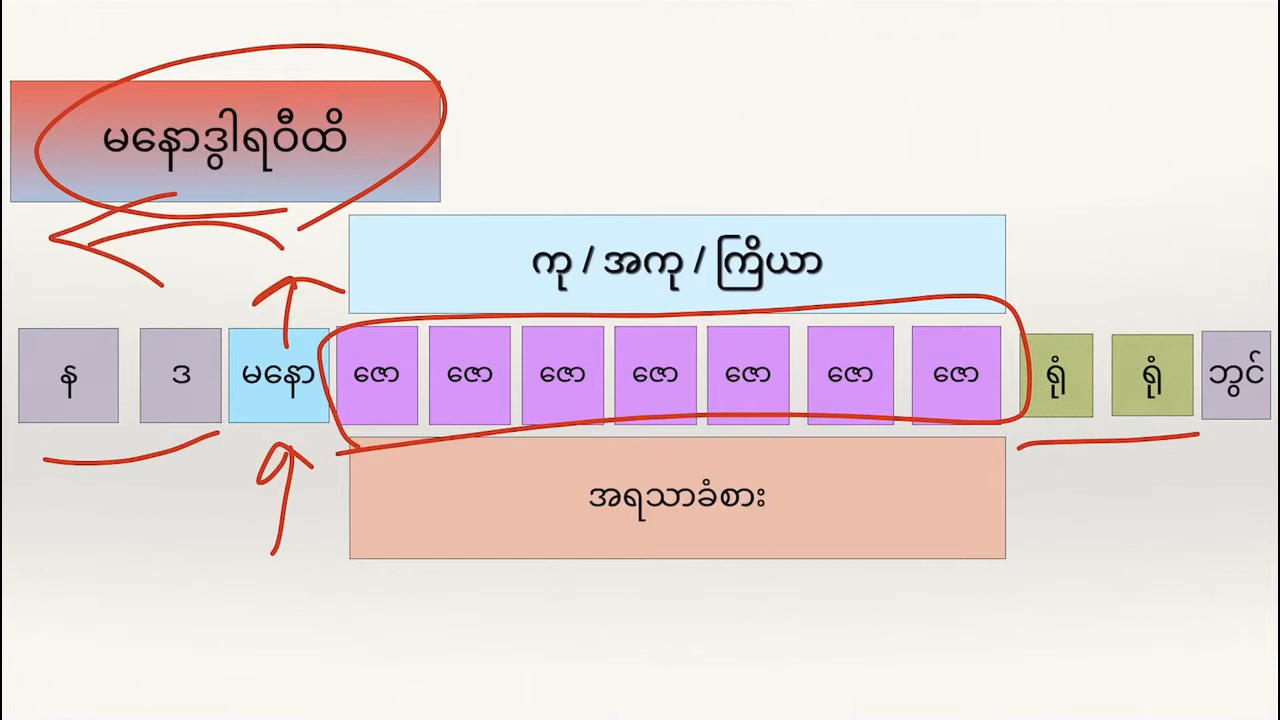 မနောဒွါရဝီထိ
ကု / အကု / ကြိယာ
န ဒ မနော ဇော ဇော ဇော ဇော ဇော ဇော ဇော ရုံ ရုံ ဘွင်
အရသာခံစား